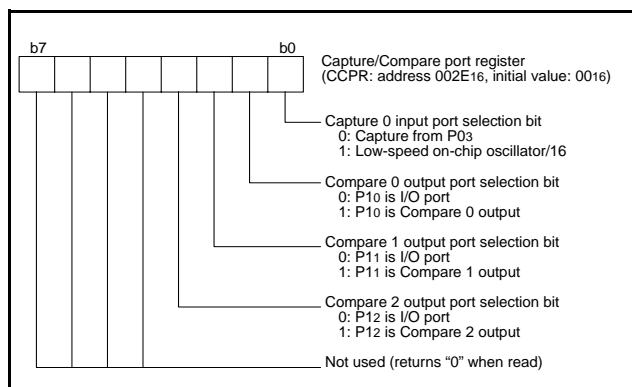 b7 b0
Capture/Compare port register
(CCPR: address 002E16, initial value: 0016)
Capture 0 input port selection bit
0: Capture from P03
1: Low-speed on-chip oscillator/16
Compare 0 output port selection bit
0: P10 is I/O port
1: P10 is Compare 0 output
Compare 1 output port selection bit
0: P11 is I/O port
1: P11 is Compare 1 output
Compare 2 output port selection bit
0: P12 is I/O port
1: P12 is Compare 2 output
Not used (returns “0” when read)